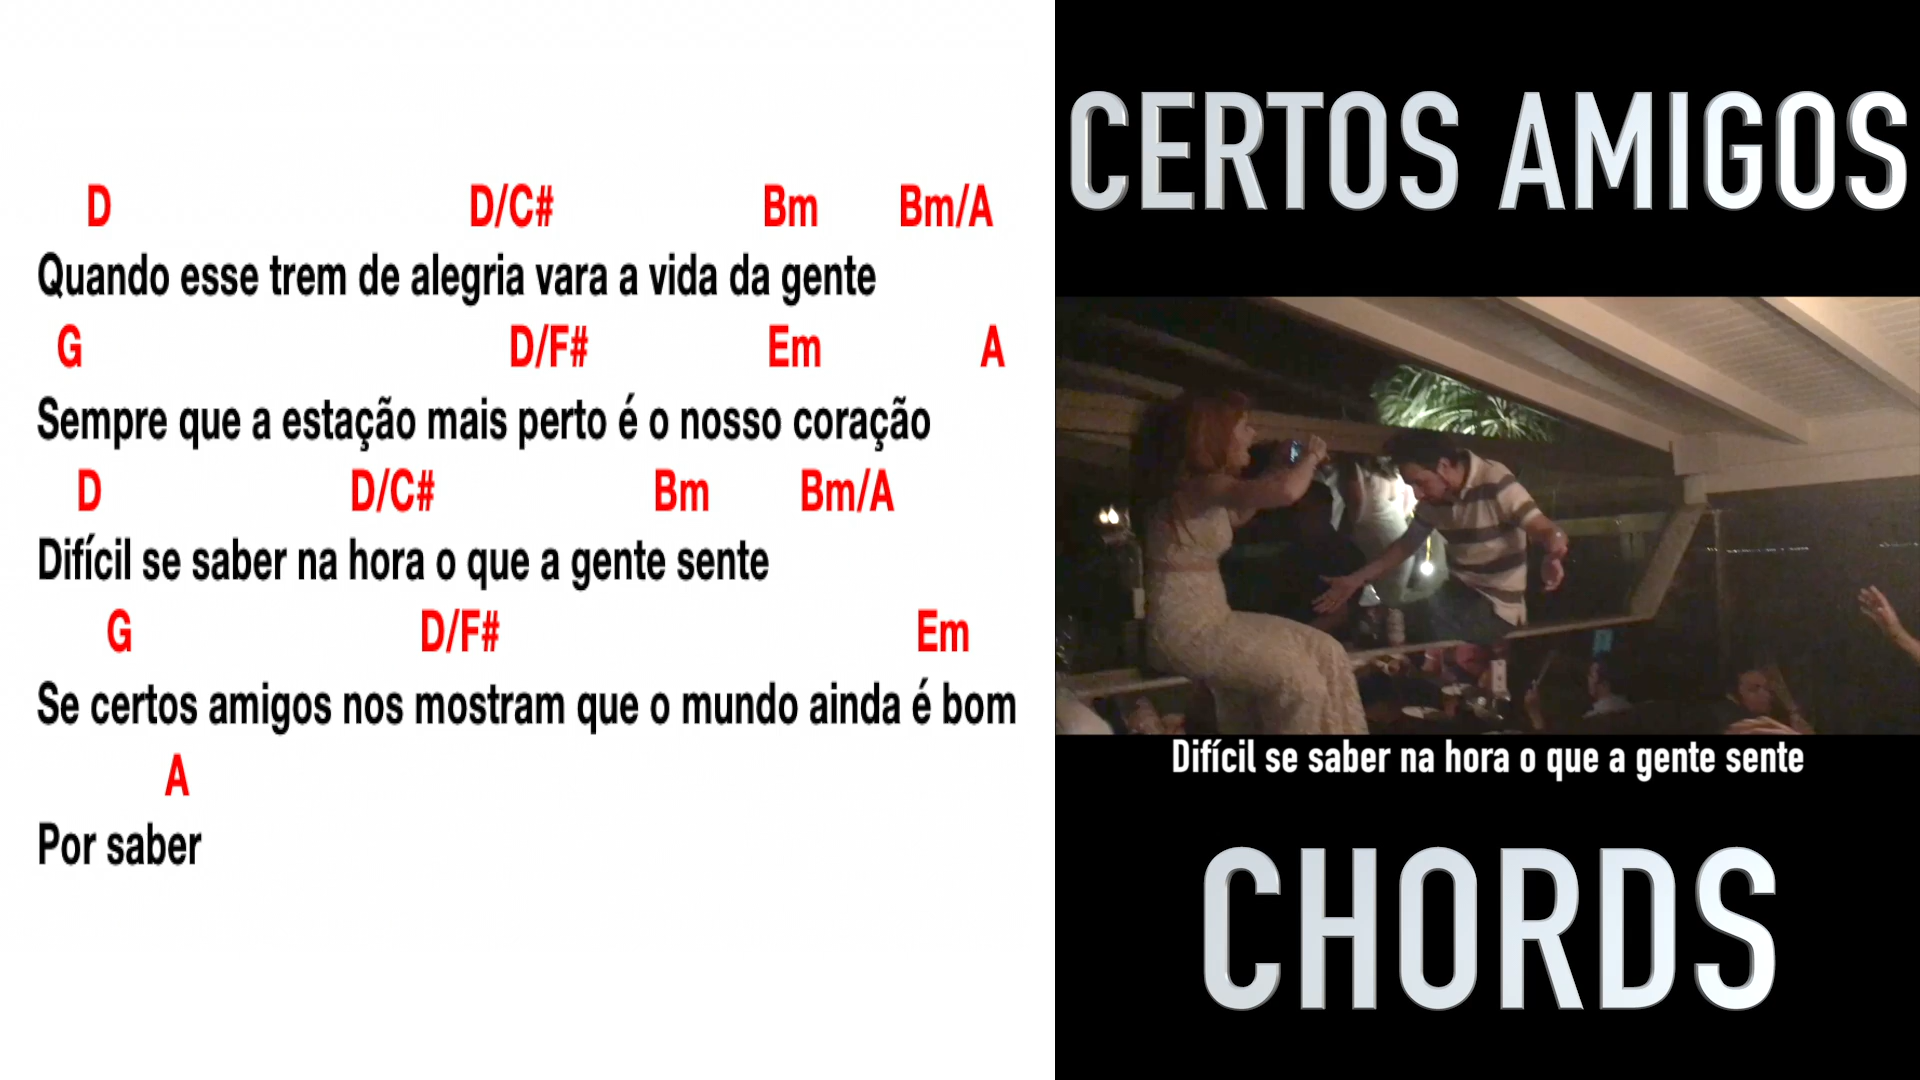 D D/C# Bm Bm/A
Quando esse trem de alegria vara a vida da gente
G D/F# Em A
Sempre que a estação mais perto é o nosso coração
D D/C# Bm Bm/A
Difícil se saber na hora o que a gente sente
G D/F# Em
Se certos amigos nos mostram que o mundo ainda é bom
A
Por saber
CERTOS AMIGOS
Difícil se saber na hora o que a gente sente
CHORDS